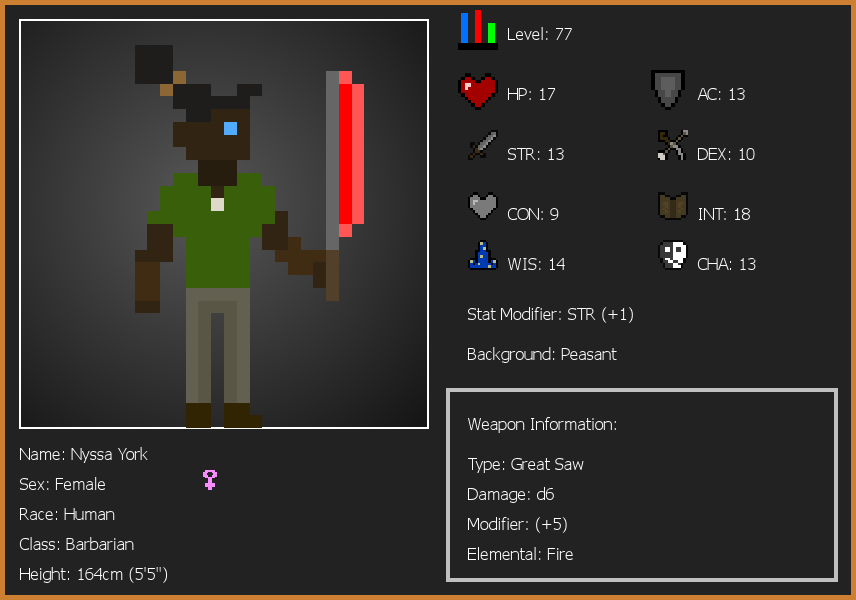 Level: 77
HP: 17
AC: 13
STR: 13
DEX: 10
CON: 9
INT: 18
WIS: 14
CHA: 13
Stat Modifier: STR (+1)
Background: Peasant
Weapon Information:
Type: Great Saw
Damage: d6
Modifier: (+5)
Elemental: Fire
Name: Nyssa York
Sex: Female
Race: Human
Class: Barbarian
Height: 164cm (5'5")